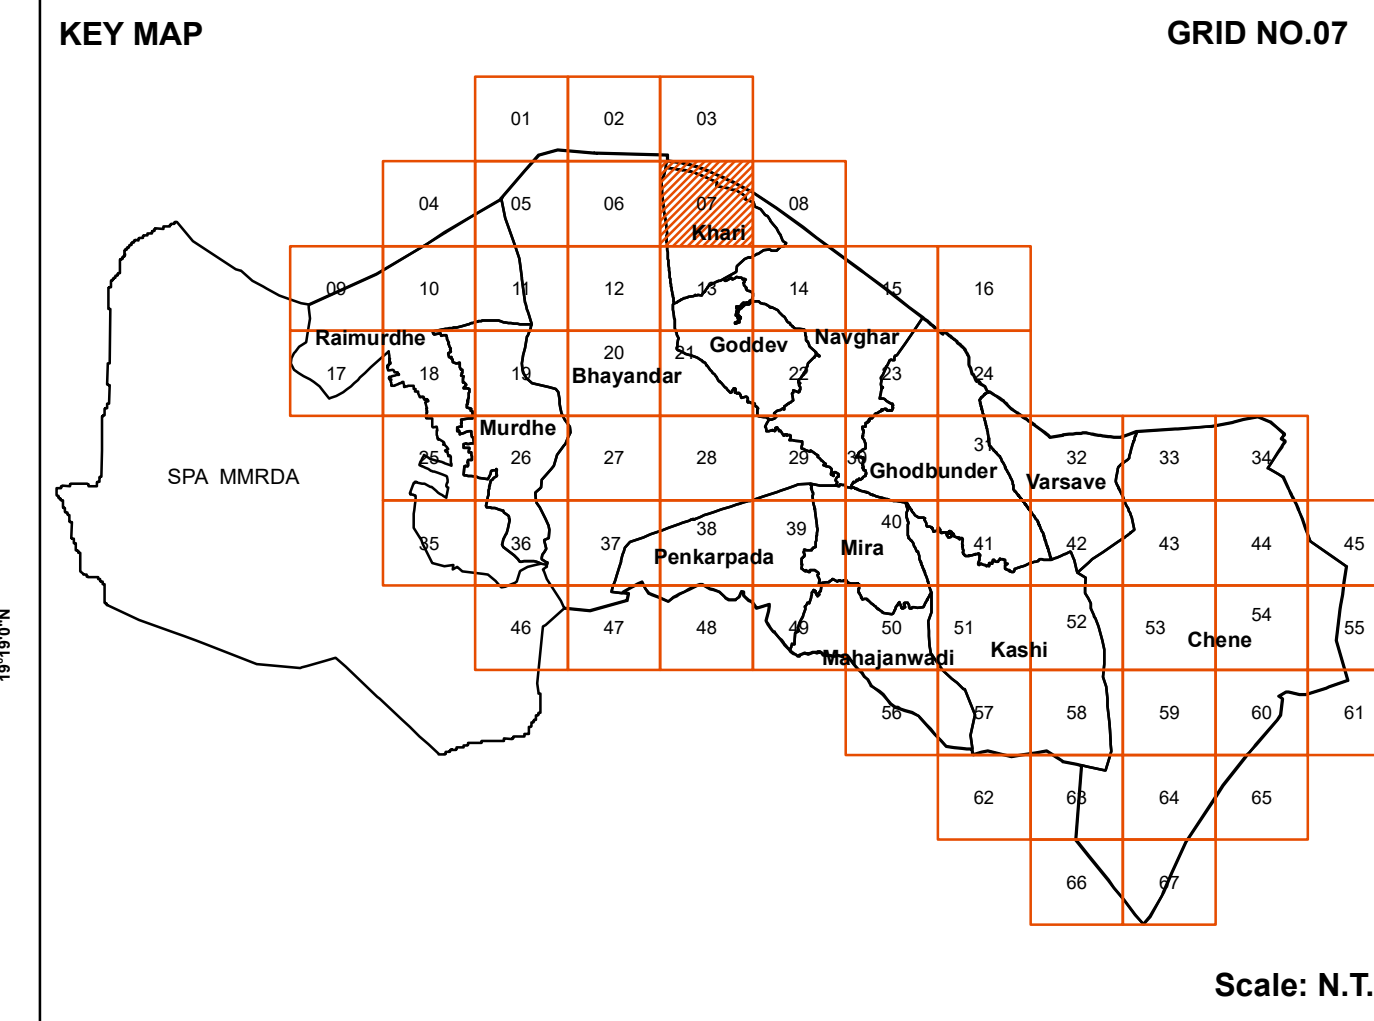 KEY MAP
GRID NO.07
01 02 03
04 05 06 07 08
Khari
09 10 11 12 13 14 15 16
Raimurdhe Goddev Navghar
17 18 19 20 21 22 23 24
Bhayandar
Murdhe
25 26 27 28 29 30 31 32 33 34
Ghodbunder Varsave
SPA MMRDA
35 36 37 38 39 40 41 42 43 44 45
Penkarpada Mira
46 47 48 49 50 51 52 53 54 55
Mahajanwadi Kashi Chene
56 57 58 59 60 61
62 63 64 65
66 67
19°19'0"N
Scale: N.T.